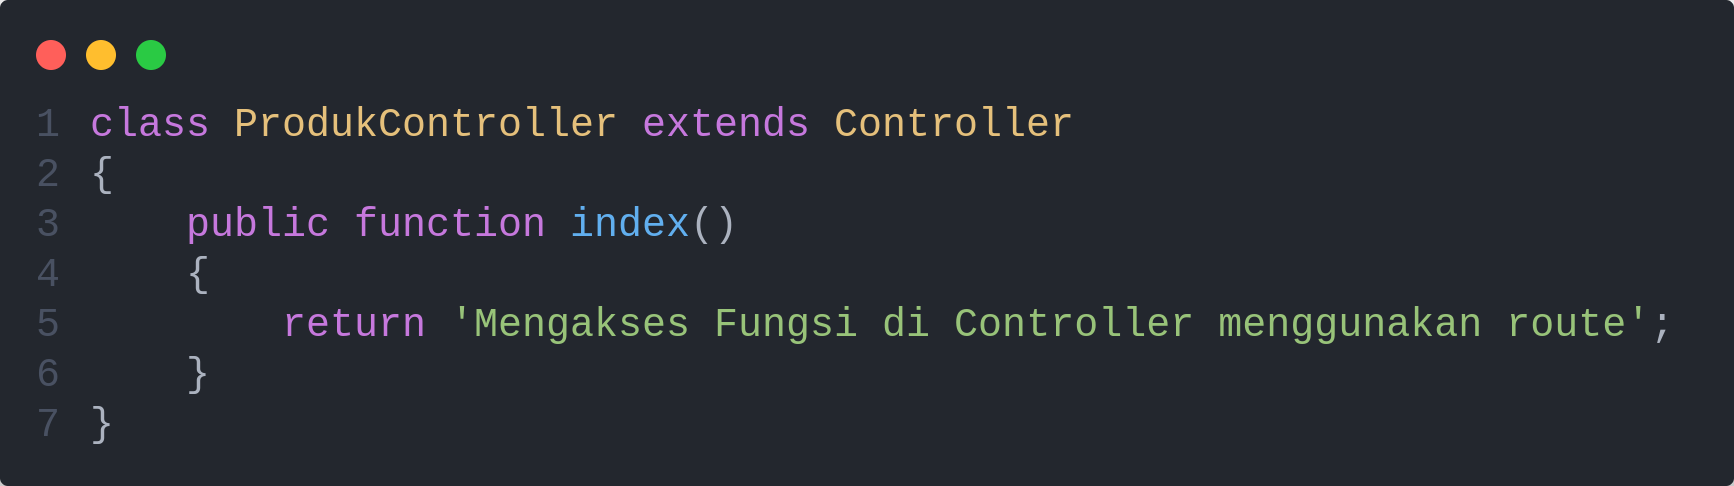 1 class ProdukController extends Controller
2 {
3     public function index()
4     {
5         return 'Mengakses Fungsi di Controller menggunakan route';
6     }
7 }